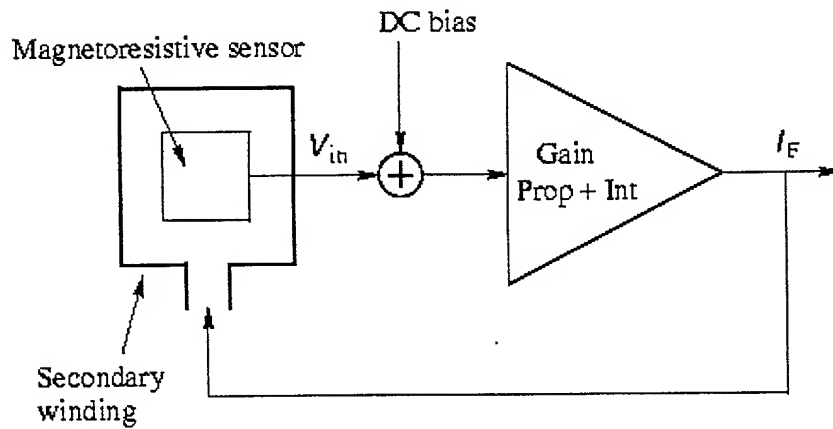 DC bias
Magnetoresistive sensor
V_in
Gain
Prop + Int
I_F
Secondary
winding